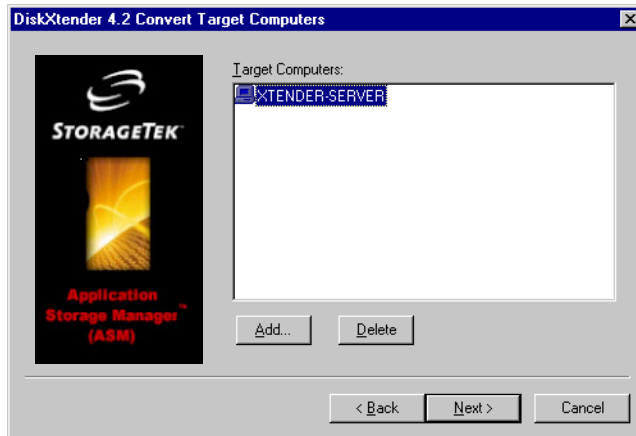 DiskXtender 4.2 Convert Target Computers
STORAGETEK
Application
Storage Manager™
(ASM)
Target Computers:
XTENDER-SERVER
Add...
Delete
< Back
Next >
Cancel